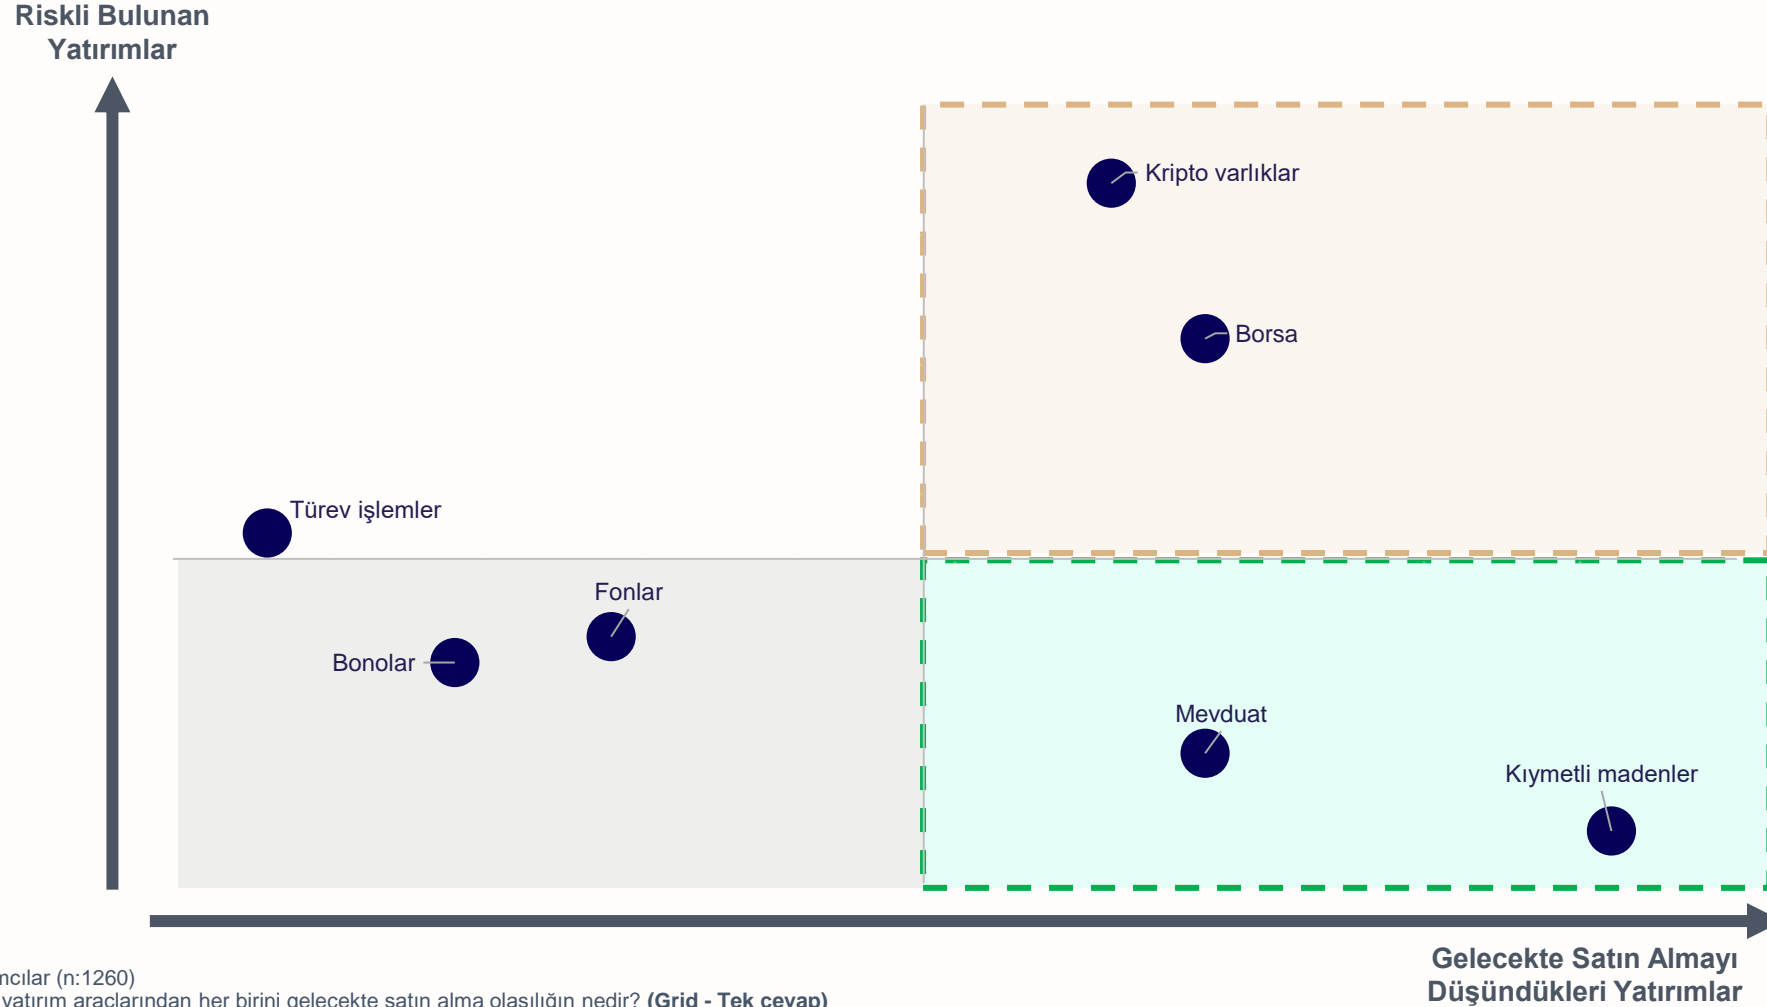 Riskli Bulunan
Yatırımlar
Kripto varlıklar
Borsa
Türev işlemler
Fonlar
Bonolar
Mevduat
Kıymetli madenler
Gelecekte Satın Almayı
Düşündükleri Yatırımlar
(n:1260)
yatırım araçlarından her birini gelecekte satın alma olasılığın nedir? (Grid - Tek cevap)